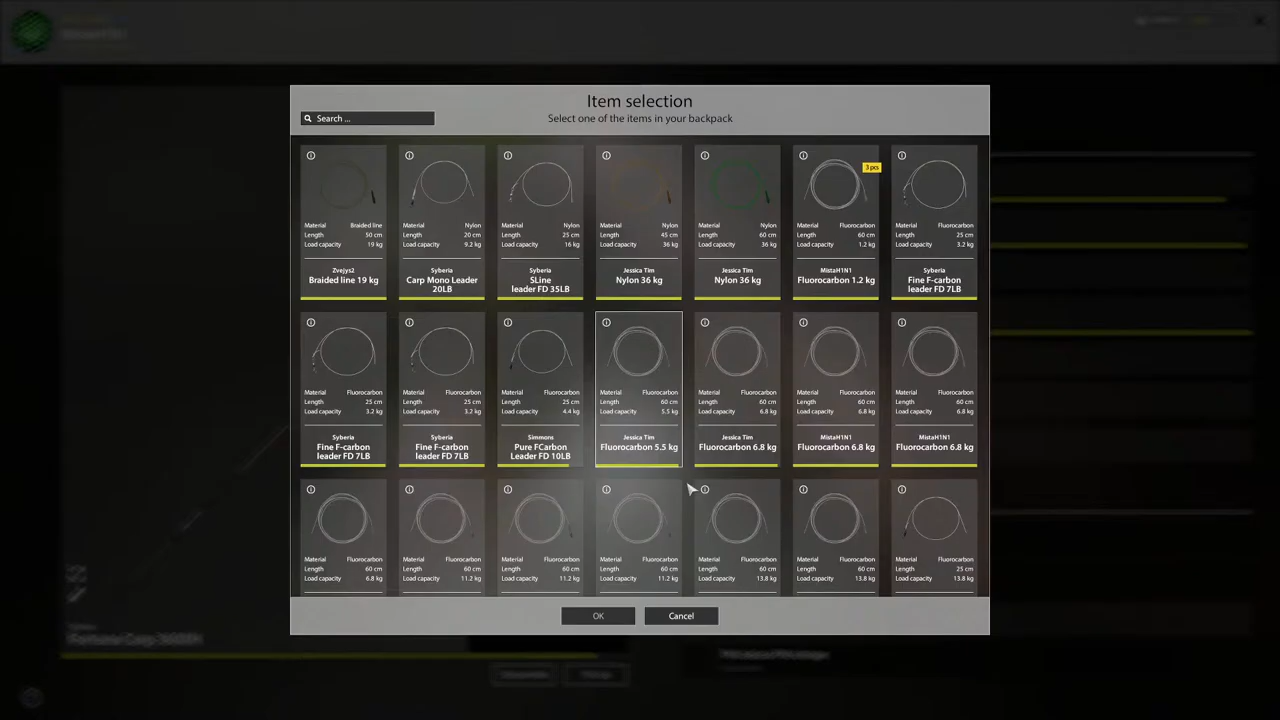 Item selection
Search ...
Select one of the items in your backpack
Material Braided line
Length 50 cm
Load capacity 19 kg
Zvejys2
Braided line 19 kg
Material Nylon
Length 20 cm
Load capacity 9.2 kg
Syberia
Carp Mono Leader
20LB
Material Nylon
Length 25 cm
Load capacity 16 kg
Syberia
SLine
leader FD 35LB
Material Nylon
Length 45 cm
Load capacity 36 kg
Jessica Tim
Nylon 36 kg
Material Nylon
Length 60 cm
Load capacity 36 kg
Jessica Tim
Nylon 36 kg
3 pcs
Material Fluorocarbon
Length 60 cm
Load capacity 1.2 kg
MistaH1N1
Fluorocarbon 1.2 kg
Material Fluorocarbon
Length 25 cm
Load capacity 3.2 kg
Syberia
Fine F-carbon
leader FD 7LB
Material Fluorocarbon
Length 25 cm
Load capacity 3.2 kg
Syberia
Fine F-carbon
leader FD 7LB
Material Fluorocarbon
Length 25 cm
Load capacity 3.2 kg
Syberia
Fine F-carbon
leader FD 7LB
Material Fluorocarbon
Length 25 cm
Load capacity 4.4 kg
Simmons
Pure FCarbon
Leader FD 10LB
Material Fluorocarbon
Length 60 cm
Load capacity 5.5 kg
Jessica Tim
Fluorocarbon 5.5 kg
Material Fluorocarbon
Length 60 cm
Load capacity 6.8 kg
Jessica Tim
Fluorocarbon 6.8 kg
Material Fluorocarbon
Length 60 cm
Load capacity 6.8 kg
MistaH1N1
Fluorocarbon 6.8 kg
Material Fluorocarbon
Length 60 cm
Load capacity 6.8 kg
MistaH1N1
Fluorocarbon 6.8 kg
Material Fluorocarbon
Length 60 cm
Load capacity 6.8 kg
Material Fluorocarbon
Length 60 cm
Load capacity 11.2 kg
Material Fluorocarbon
Length 60 cm
Load capacity 11.2 kg
Material Fluorocarbon
Length 60 cm
Load capacity 11.2 kg
Material Fluorocarbon
Length 60 cm
Load capacity 13.8 kg
Material Fluorocarbon
Length 60 cm
Load capacity 13.8 kg
Material Fluorocarbon
Length 25 cm
Load capacity 13.8 kg
OK
Cancel